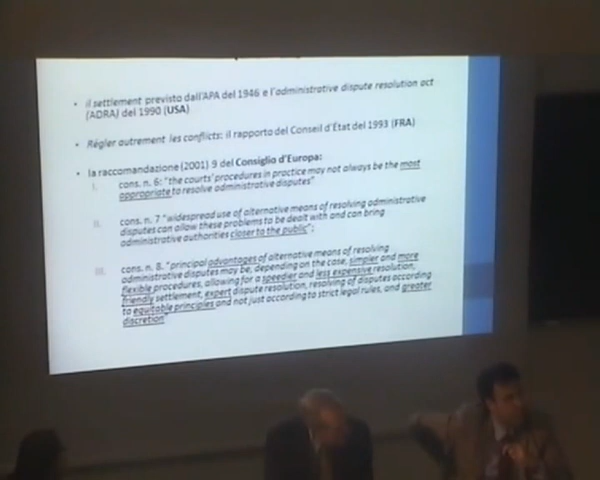 • il settlement previsto dall'APA del 1946 e l'administrative dispute resolution act
(ADRA) del 1990 (USA)
• Régler autrement les conflicts: il rapporto del Conseil d'État del 1993 (FRA)
• la raccomandazione (2001) 9 del Consiglio d'Europa:
I. cons. n. 6: "the courts' procedures in practice may not always be the most
appropriate to resolve administrative disputes"
II. cons. n. 7 "widespread use of alternative means of resolving administrative
disputes can allow these problems to be dealt with and can bring
administrative authorities closer to the public";
III. cons. n. 8. "principal advantages of alternative means of resolving
administrative disputes may be, depending on the case, simpler and more
flexible procedures, allowing for a speedier and less expensive resolution,
friendly settlement, expert dispute resolution, resolving of disputes according
to equitable principles and not just according to strict legal rules, and greater
discretion"